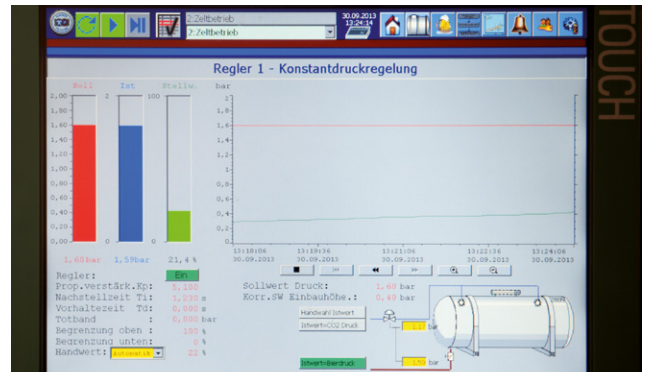 2:Zeltbetrieb
2:Zeltbetrieb
30.09.2013
13:24:14
TOUCH
Regler 1 - Konstantdruckregelung
Soll Ist Stellw. bar
2,00 2 100 2
1,80 1,8
1,60 1,6
1,40 1,4
1,20 1,2
1,00 1
0,80 0,8
0,60 0,6
0,40 0,4
0,20 0,2
0,00 0 0
13:18:06 13:19:36 13:21:06 13:22:36 13:24:06
30.09.2013 30.09.2013 30.09.2013 30.09.2013 30.09.2013
1,60bar 1,59bar 21,4 %
Regler: Ein
Prop.verstärk.Kp: 5,100
Nachstellzeit Ti: 1,230 s
Vorhaltezeit Td: 0,000 s
Totband : 0,000 bar
Begrenzung oben : 100 %
Begrenzung unten: 0 %
Handwert: Automatik 22 %
Sollwert Druck: 1,60 bar
Korr.SW Einbauhöhe.: 0,40 bar
Handwahl Istwert
Istwert=CO2 Druck
bar
Istwert=Bierdruck
bar